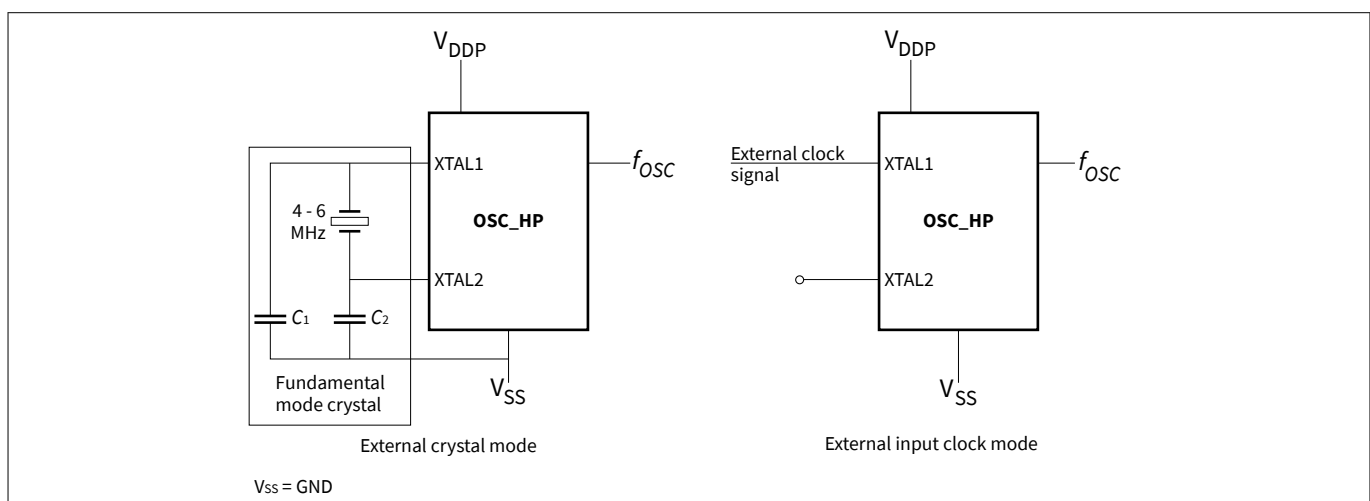 VDDP
XTAL1
fOSC
4 - 6
MHz
OSC_HP
XTAL2
C1
C2
VSS
Fundamental
mode crystal
External crystal mode
VSS = GND
VDDP
External clock
signal
XTAL1
fOSC
OSC_HP
XTAL2
VSS
External input clock mode